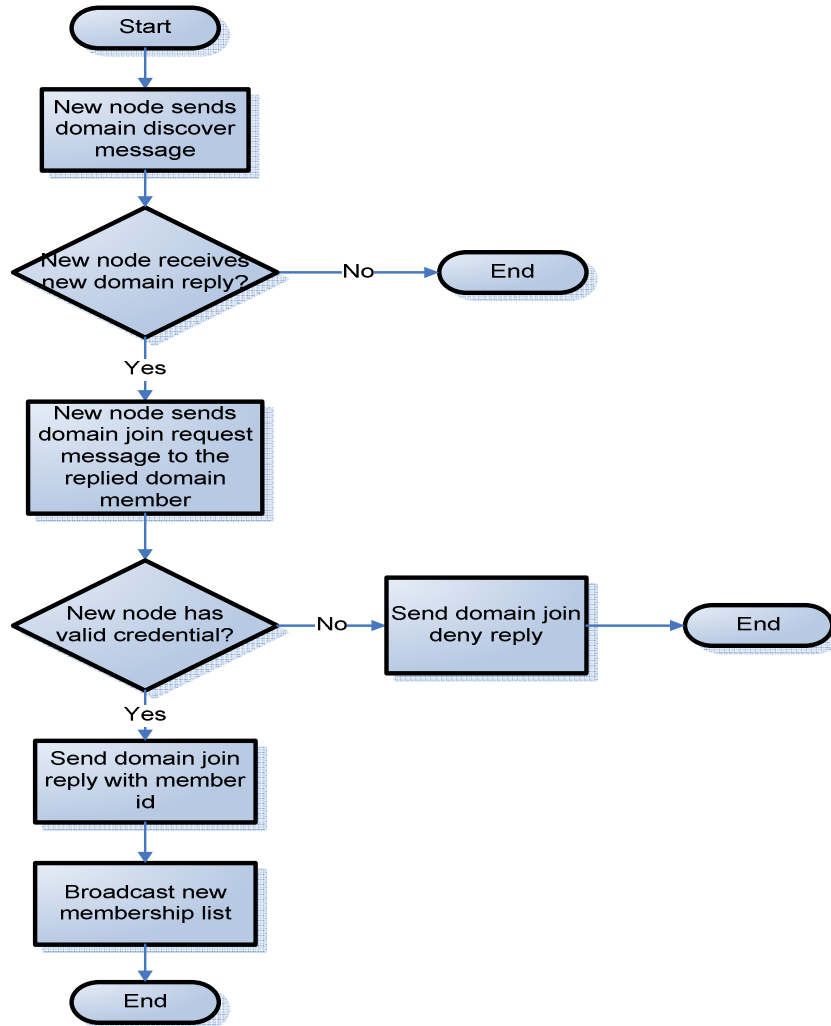 Start
New node sends
domain discover
message
New node receives
new domain reply?
No
End
Yes
New node sends
domain join request
message to the
replied domain
member
New node has
valid credential?
No
Send domain join
deny reply
End
Yes
Send domain join
reply with member
id
Broadcast new
membership list
End